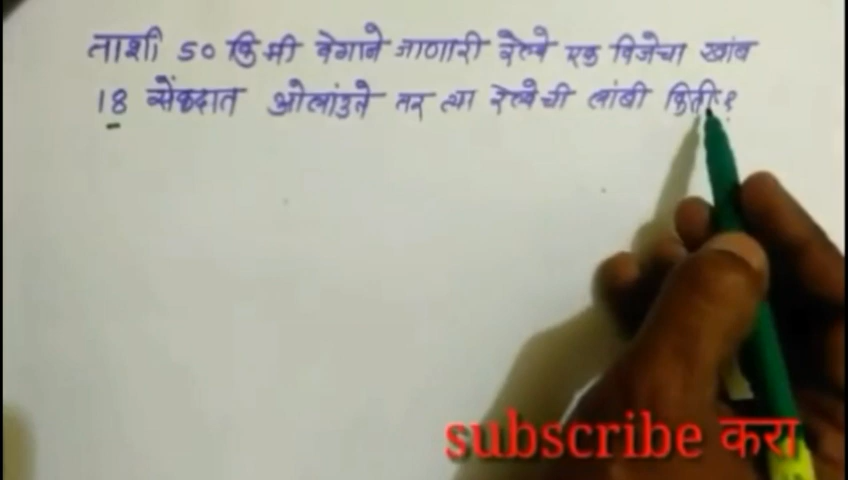 ताशी 50 कि मी वेगाने जाणारी रेल्वे एक विजेचा खांब
18 सेकंदात ओलांडते तर त्या रेल्वेची लांबी किती?
subscribe करा